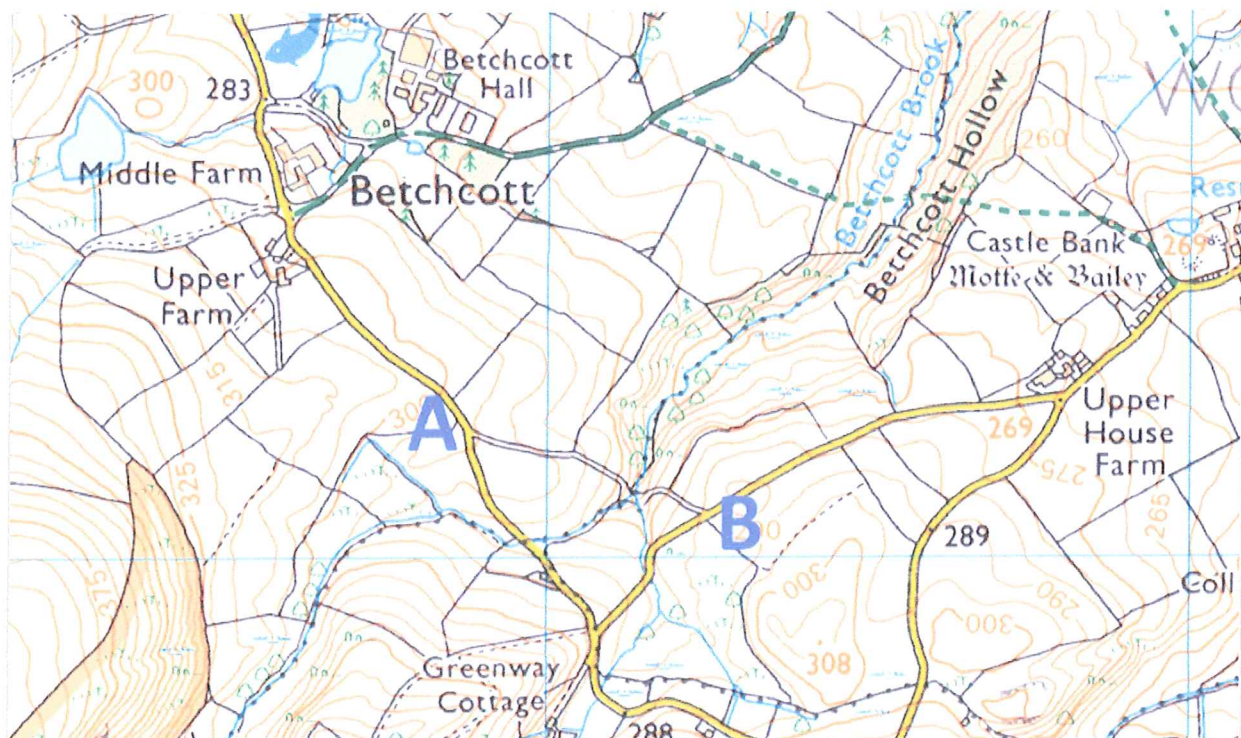 300
283
Betchcott
Hall
Middle Farm
Betchcott
Upper
Farm
Betchcott Brook
Betchcott Hollow
260
Castle Bank
Motte & Bailey
269
315
325
300
A
269
Upper
House
Farm
275
265
B
289
300
290
300
308
375
Greenway
Cottage
288
Coll